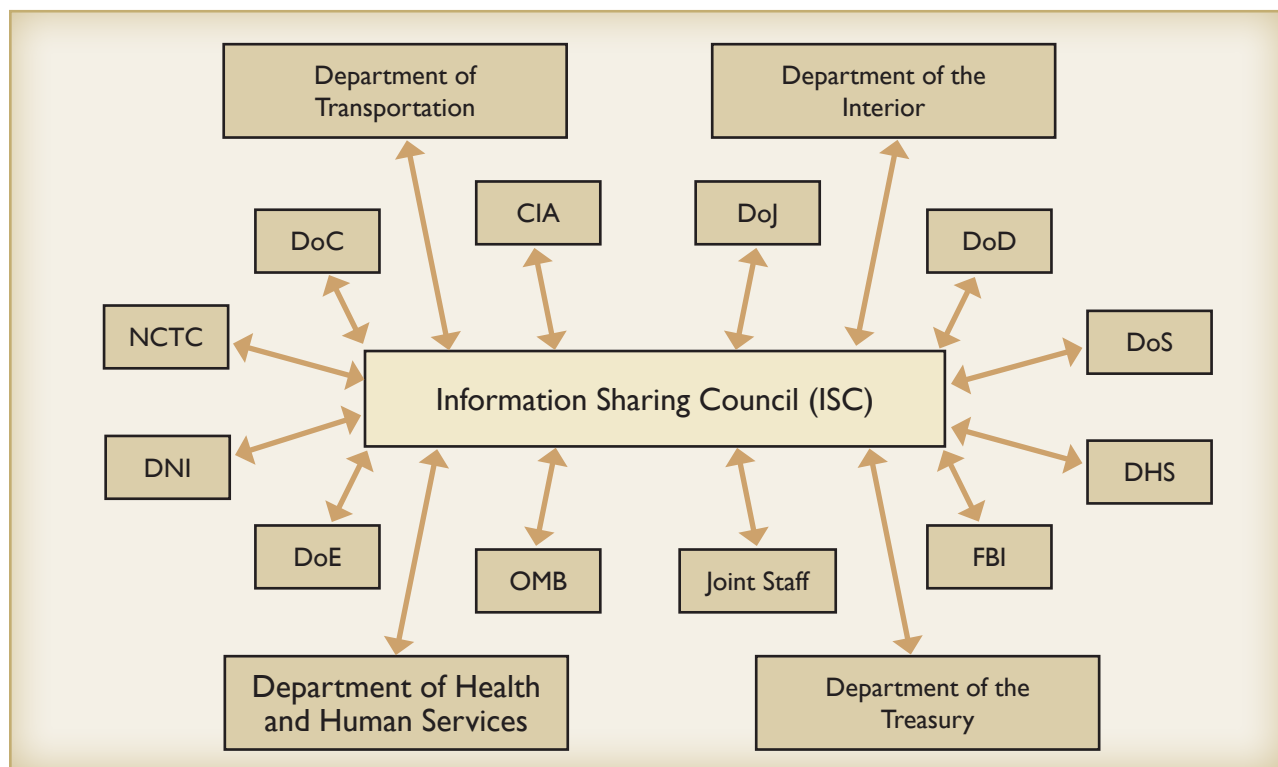 Department of
Transportation
Department of the
Interior
CIA
DoJ
DoC
DoD
NCTC
DoS
Information Sharing Council (ISC)
DNI
DHS
DoE
FBI
OMB
Joint Staff
Department of Health
and Human Services
Department of the
Treasury